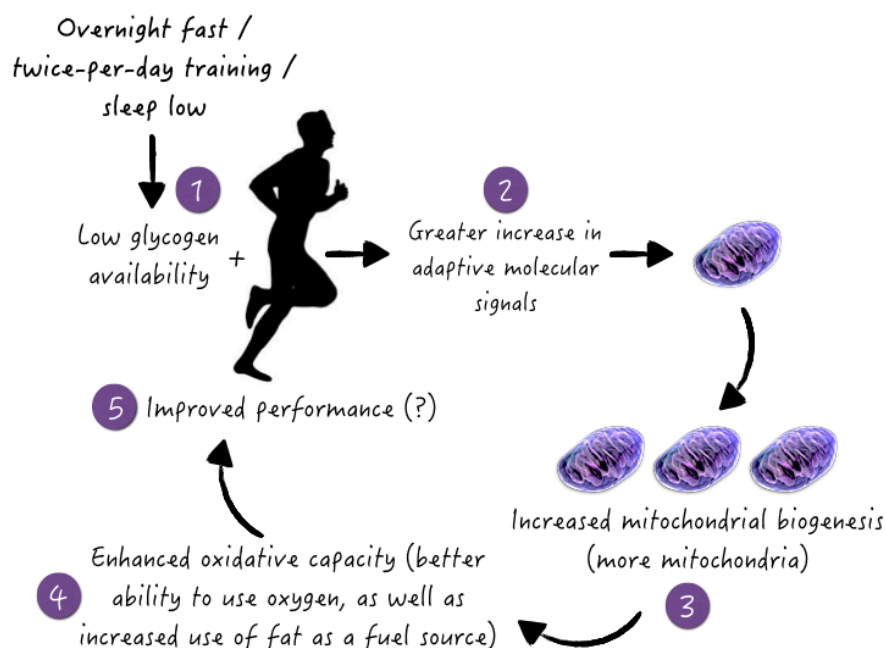 Overnight fast /
twice-per-day training /
sleep low
1
Low glycogen
availability
+
2
Greater increase in
adaptive molecular
signals
Increased mitochondrial biogenesis
(more mitochondria)
3
4
Enhanced oxidative capacity (better
ability to use oxygen, as well as
increased use of fat as a fuel source)
5 Improved performance (?)